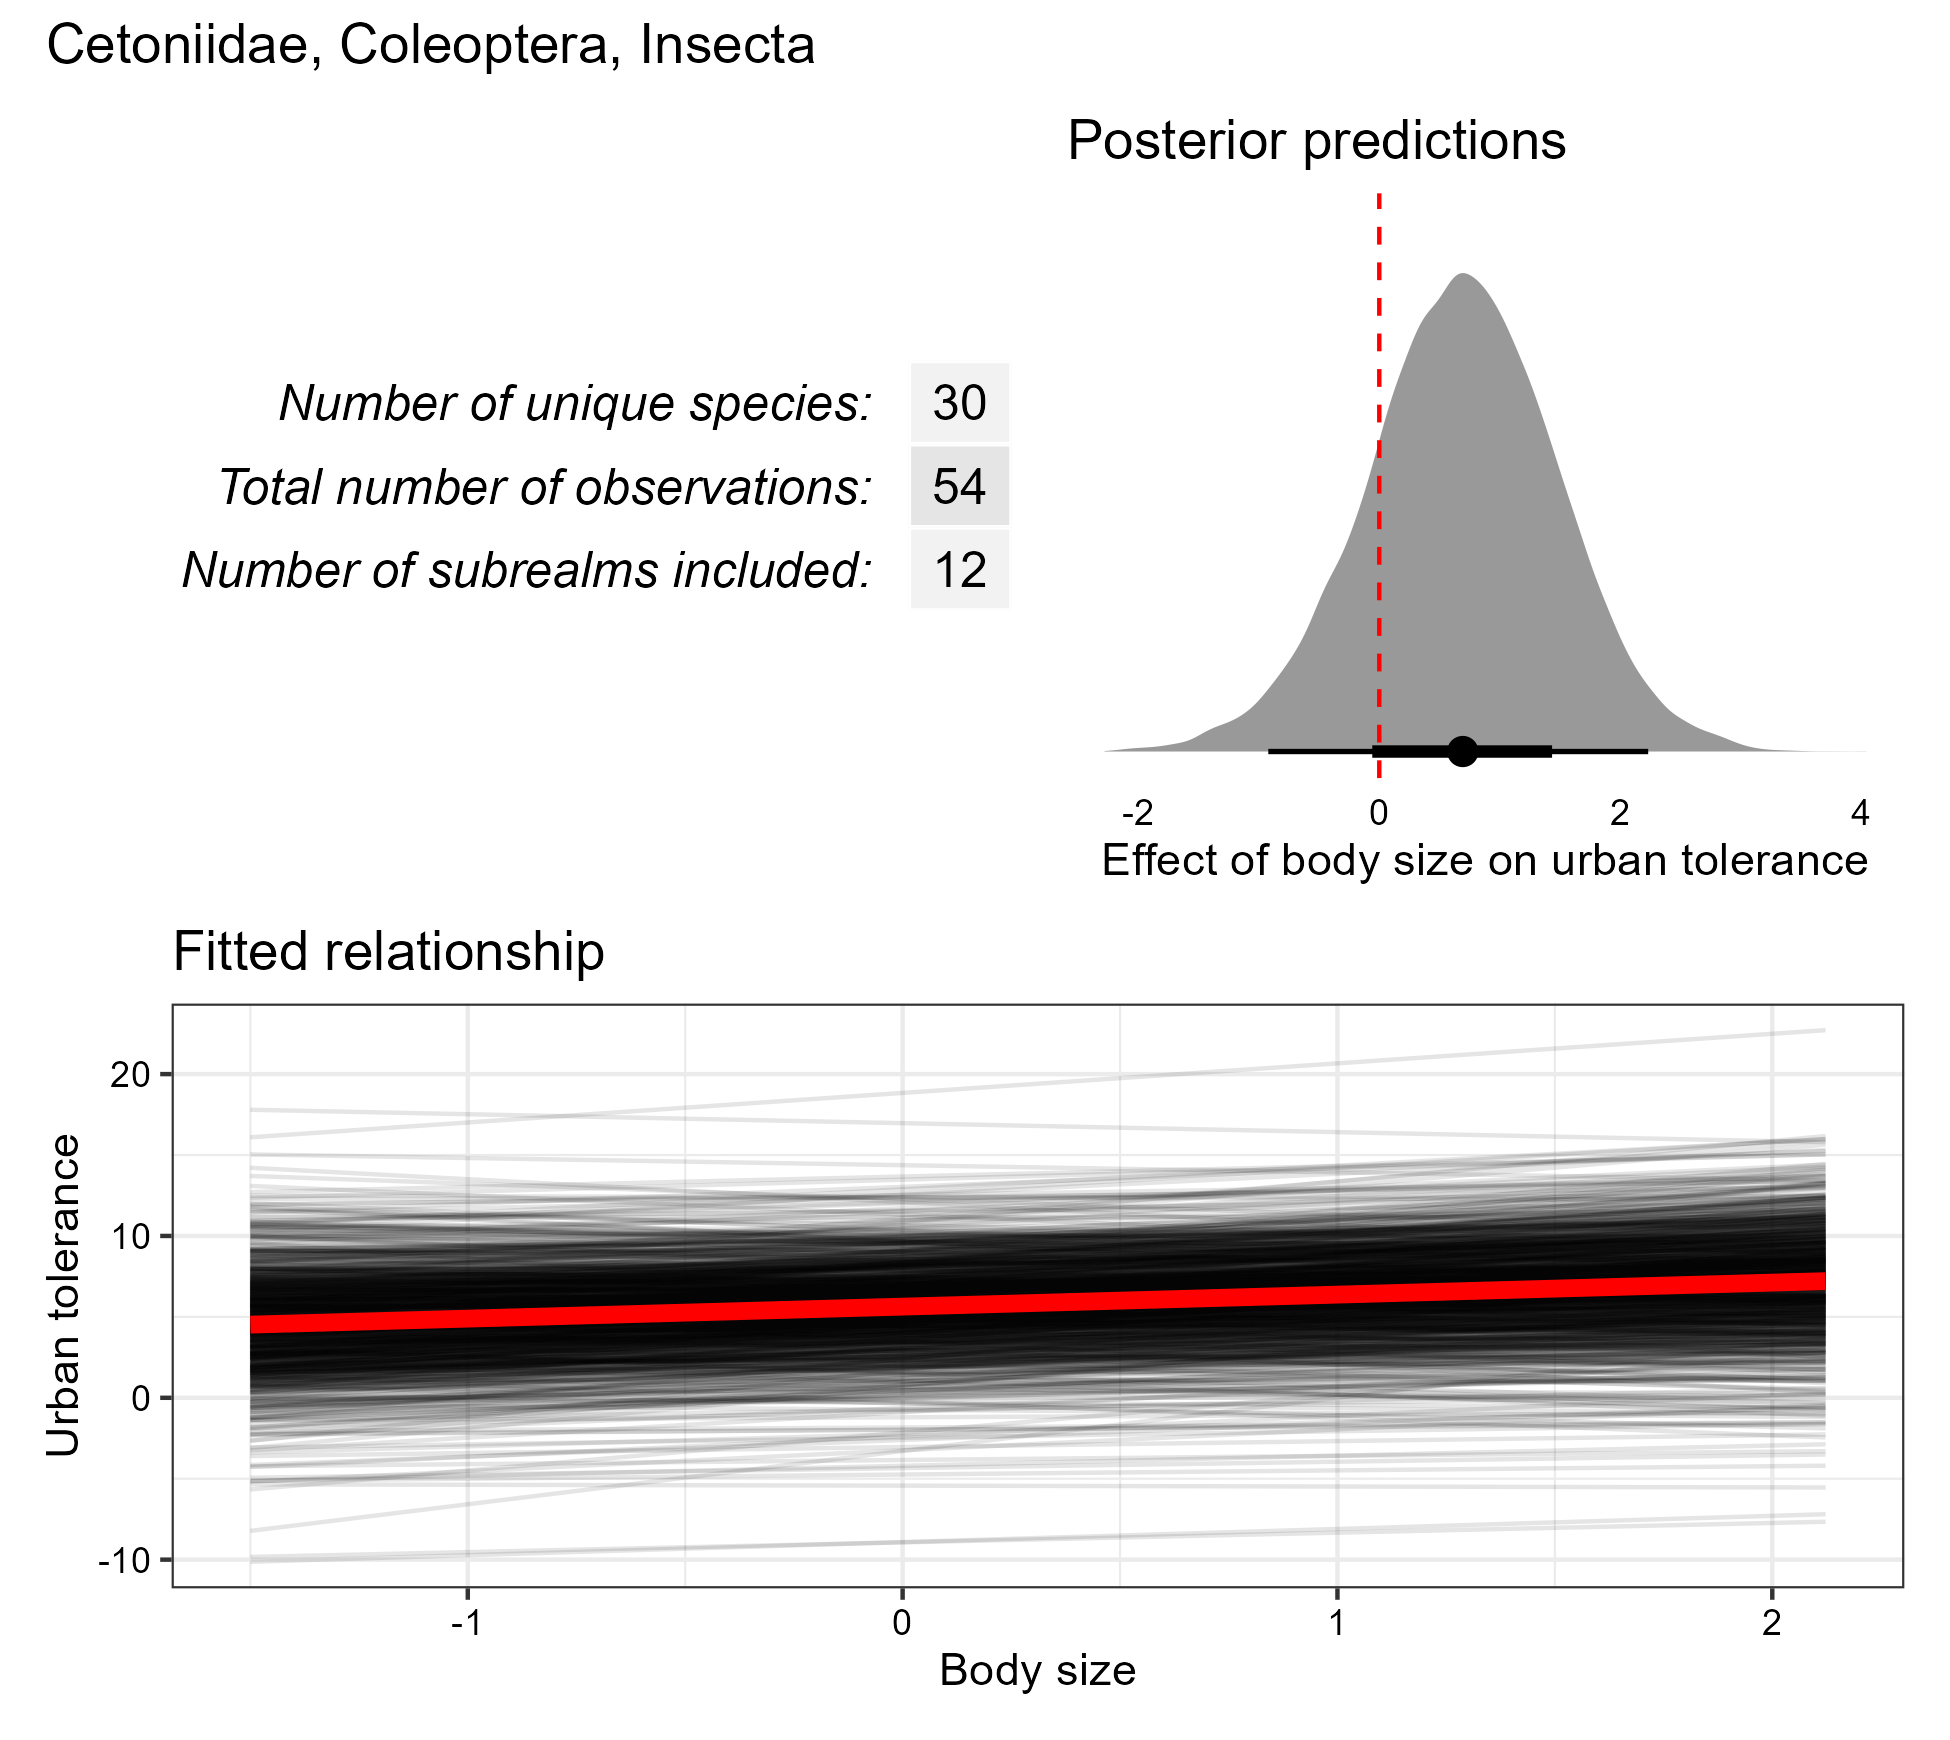 Cetoniidae, Coleoptera, Insecta
Posterior predictions
Number of unique species: 30
Total number of observations: 54
Number of subrealms included: 12
-2 0 2 4
Effect of body size on urban tolerance
Fitted relationship
Urban tolerance
20
10
0
-10
-1 0 1 2
Body size